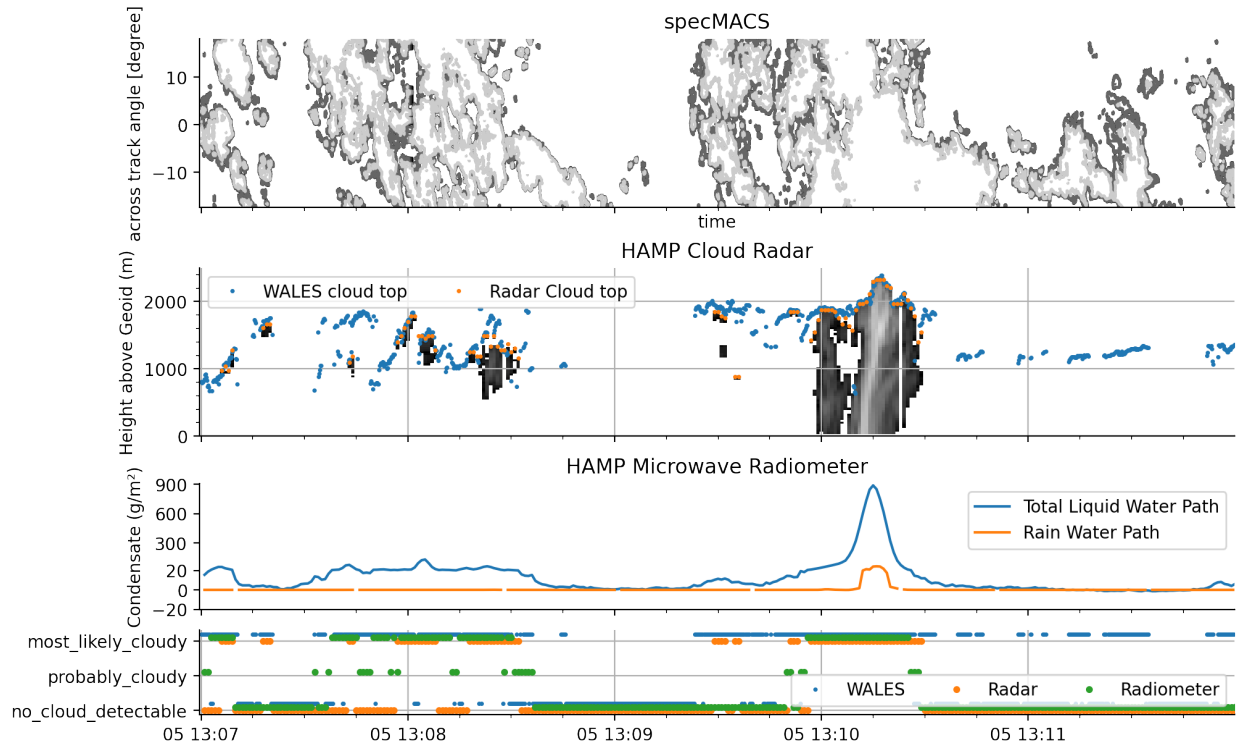 specMACS
across track angle [degree]
10
0
−10
time
HAMP Cloud Radar
Height above Geoid (m)
WALES cloud top
Radar Cloud top
2000
1000
0
HAMP Microwave Radiometer
Condensate (g/m²)
900
600
300
20
0
−20
Total Liquid Water Path
Rain Water Path
most_likely_cloudy
probably_cloudy
no_cloud_detectable
WALES
Radar
Radiometer
05 13:07
05 13:08
05 13:09
05 13:10
05 13:11